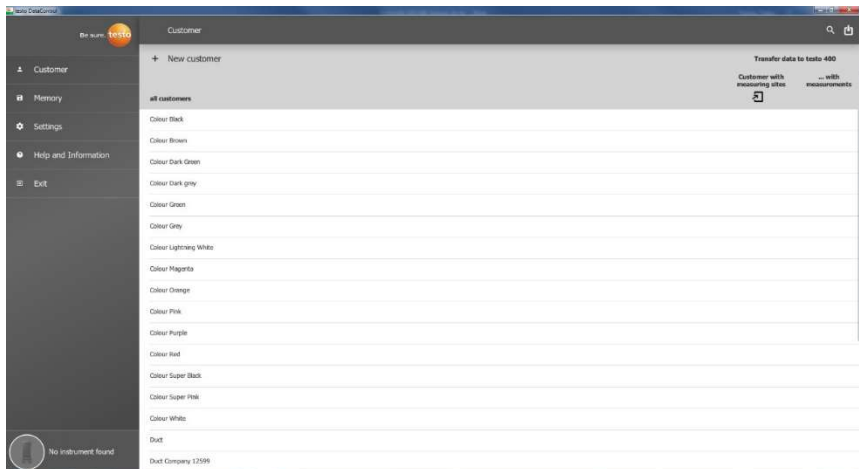 testo DataControl
Be sure. testo
Customer
Memory
Settings
Help and Information
Exit
No instrument found
Customer
+ New customer
Transfer data to testo 400
Customer with
measuring sites
... with
measurements
all customers
Colour Black
Colour Brown
Colour Dark Green
Colour Dark grey
Colour Green
Colour Grey
Colour Lightning White
Colour Magenta
Colour Orange
Colour Pink
Colour Purple
Colour Red
Colour Super Black
Colour Super Pink
Colour White
Duct
Duct Company 12599